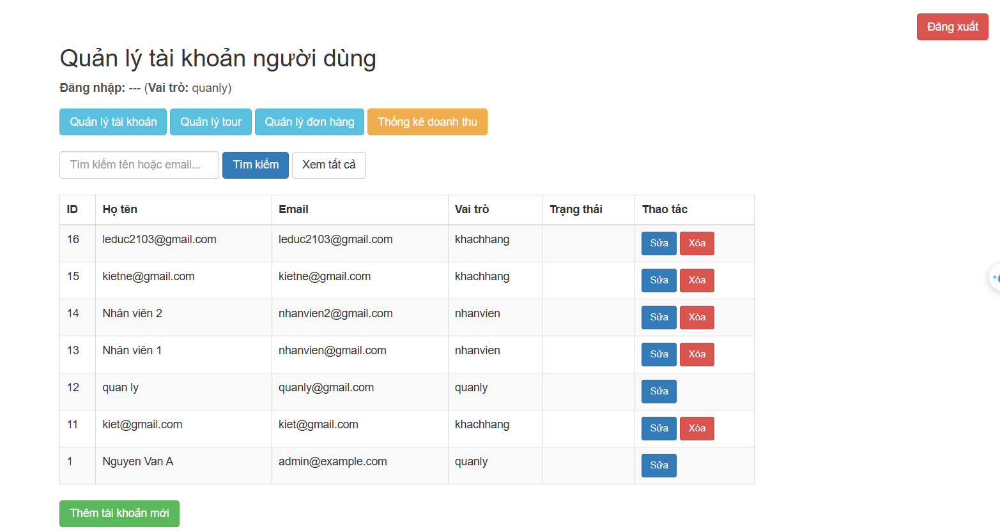 Đăng xuất
Quản lý tài khoản người dùng
Đăng nhập: --- (Vai trò: quanly)
Quản lý tài khoản Quản lý tour Quản lý đơn hàng Thống kê doanh thu
Tìm kiếm tên hoặc email... Tìm kiếm Xem tất cả
ID Họ tên Email Vai trò Trạng thái Thao tác
16 leduc2103@gmail.com leduc2103@gmail.com khachhang Sửa Xóa
15 kietne@gmail.com kietne@gmail.com khachhang Sửa Xóa
14 Nhân viên 2 nhanvien2@gmail.com nhanvien Sửa Xóa
13 Nhân viên 1 nhanvien@gmail.com nhanvien Sửa Xóa
12 quan ly quanly@gmail.com quanly Sửa
11 kiet@gmail.com kiet@gmail.com khachhang Sửa Xóa
1 Nguyen Van A admin@example.com quanly Sửa
Thêm tài khoản mới